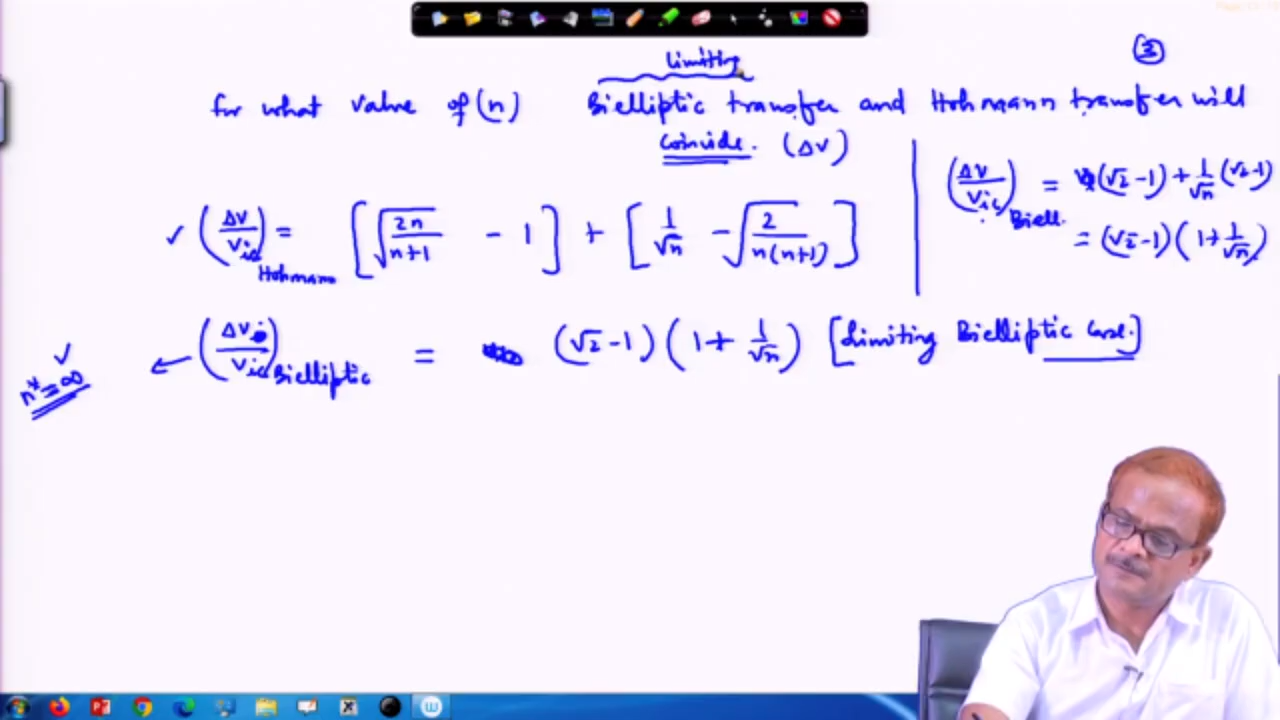 ③
Limiting
for what value of (n) Bielliptic transfer and Hohmann transfer will
coincide. (ΔV)
✓ (ΔV/Vic)Hohmann = [√(2n/(n+1)) - 1] + [1/√n - √(2/(n(n+1)))]
(ΔV/Vic)Biell. = (√2-1) + 1/√n (√2-1)
= (√2-1)(1+1/√n)
✓ n*=∞ ← (ΔVi/Vic)Bielliptic = (√2-1)(1+1/√n) [Limiting Bielliptic Case.]